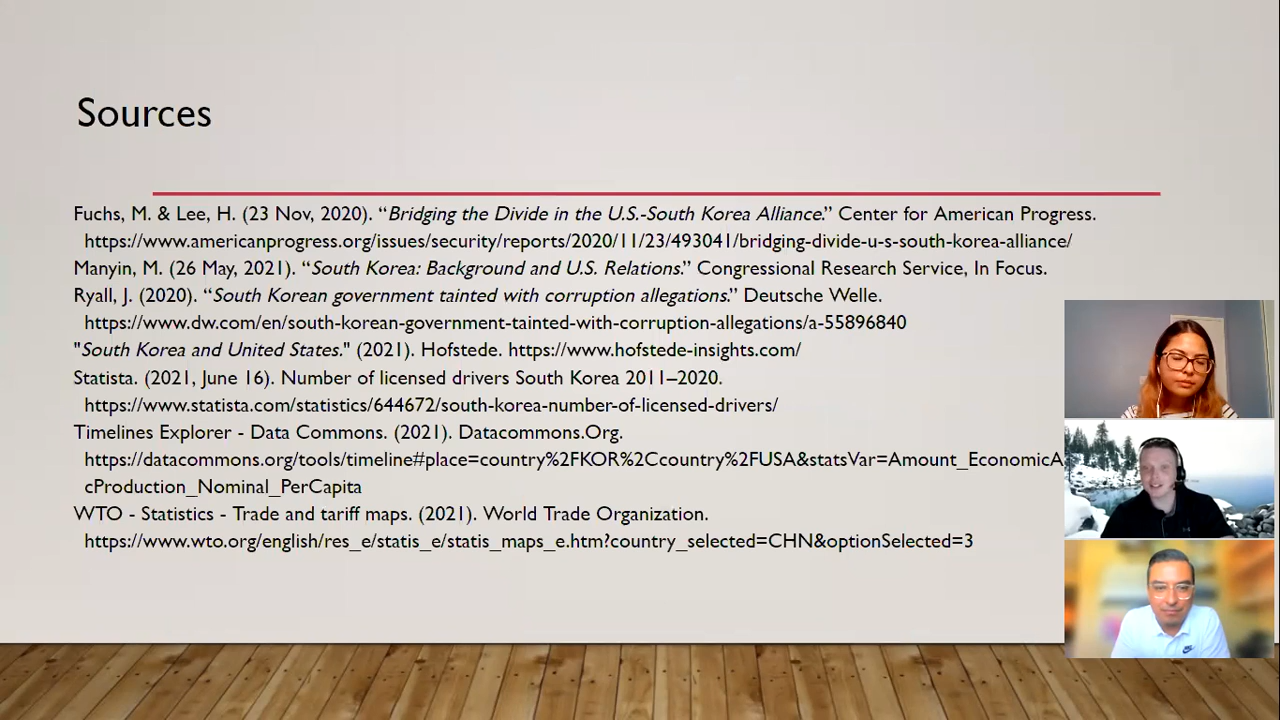 Sources
Fuchs, M. & Lee, H. (23 Nov, 2020). “Bridging the Divide in the U.S.-South Korea Alliance.” Center for American Progress.
https://www.americanprogress.org/issues/security/reports/2020/11/23/493041/bridging-divide-u-s-south-korea-alliance/
Manyin, M. (26 May, 2021). “South Korea: Background and U.S. Relations.” Congressional Research Service, In Focus.
Ryall, J. (2020). “South Korean government tainted with corruption allegations.” Deutsche Welle.
https://www.dw.com/en/south-korean-government-tainted-with-corruption-allegations/a-55896840
"South Korea and United States." (2021). Hofstede. https://www.hofstede-insights.com/
Statista. (2021, June 16). Number of licensed drivers South Korea 2011–2020.
https://www.statista.com/statistics/644672/south-korea-number-of-licensed-drivers/
Timelines Explorer - Data Commons. (2021). Datacommons.Org.
https://datacommons.org/tools/timeline#place=country%2FKOR%2Ccountry%2FUSA&statsVar=Amount_EconomicA
cProduction_Nominal_PerCapita
WTO - Statistics - Trade and tariff maps. (2021). World Trade Organization.
https://www.wto.org/english/res_e/statis_e/statis_maps_e.htm?country_selected=CHN&optionSelected=3